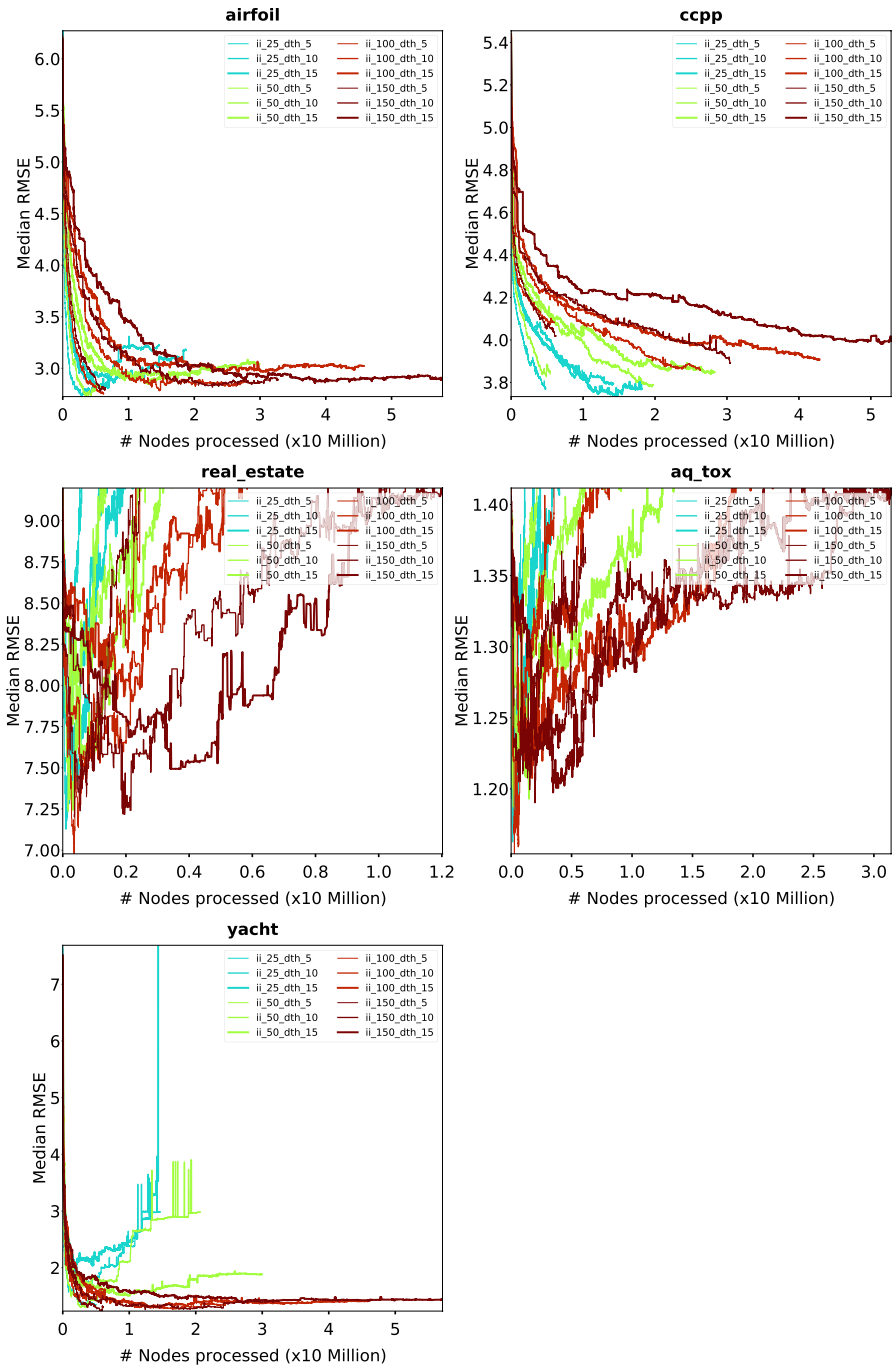 airfoil
Median RMSE
6.0
5.5
5.0
4.5
4.0
3.5
3.0
ii_25_dth_5
ii_25_dth_10
ii_25_dth_15
ii_50_dth_5
ii_50_dth_10
ii_50_dth_15
ii_100_dth_5
ii_100_dth_10
ii_100_dth_15
ii_150_dth_5
ii_150_dth_10
ii_150_dth_15
0 1 2 3 4 5
# Nodes processed (x10 Million)
ccpp
Median RMSE
5.4
5.2
5.0
4.8
4.6
4.4
4.2
4.0
3.8
ii_25_dth_5
ii_25_dth_10
ii_25_dth_15
ii_50_dth_5
ii_50_dth_10
ii_50_dth_15
ii_100_dth_5
ii_100_dth_10
ii_100_dth_15
ii_150_dth_5
ii_150_dth_10
ii_150_dth_15
0 1 2 3 4 5
# Nodes processed (x10 Million)
real_estate
Median RMSE
9.00
8.75
8.50
8.25
8.00
7.75
7.50
7.25
7.00
ii_25_dth_5
ii_25_dth_10
ii_25_dth_15
ii_50_dth_5
ii_50_dth_10
ii_50_dth_15
ii_100_dth_5
ii_100_dth_10
ii_100_dth_15
ii_150_dth_5
ii_150_dth_10
ii_150_dth_15
0.0 0.2 0.4 0.6 0.8 1.0 1.2
# Nodes processed (x10 Million)
aq_tox
Median RMSE
1.40
1.35
1.30
1.25
1.20
ii_25_dth_5
ii_25_dth_10
ii_25_dth_15
ii_50_dth_5
ii_50_dth_10
ii_50_dth_15
ii_100_dth_5
ii_100_dth_10
ii_100_dth_15
ii_150_dth_5
ii_150_dth_10
ii_150_dth_15
0.0 0.5 1.0 1.5 2.0 2.5 3.0
# Nodes processed (x10 Million)
yacht
Median RMSE
7
6
5
4
3
2
ii_25_dth_5
ii_25_dth_10
ii_25_dth_15
ii_50_dth_5
ii_50_dth_10
ii_50_dth_15
ii_100_dth_5
ii_100_dth_10
ii_100_dth_15
ii_150_dth_5
ii_150_dth_10
ii_150_dth_15
0 1 2 3 4 5
# Nodes processed (x10 Million)